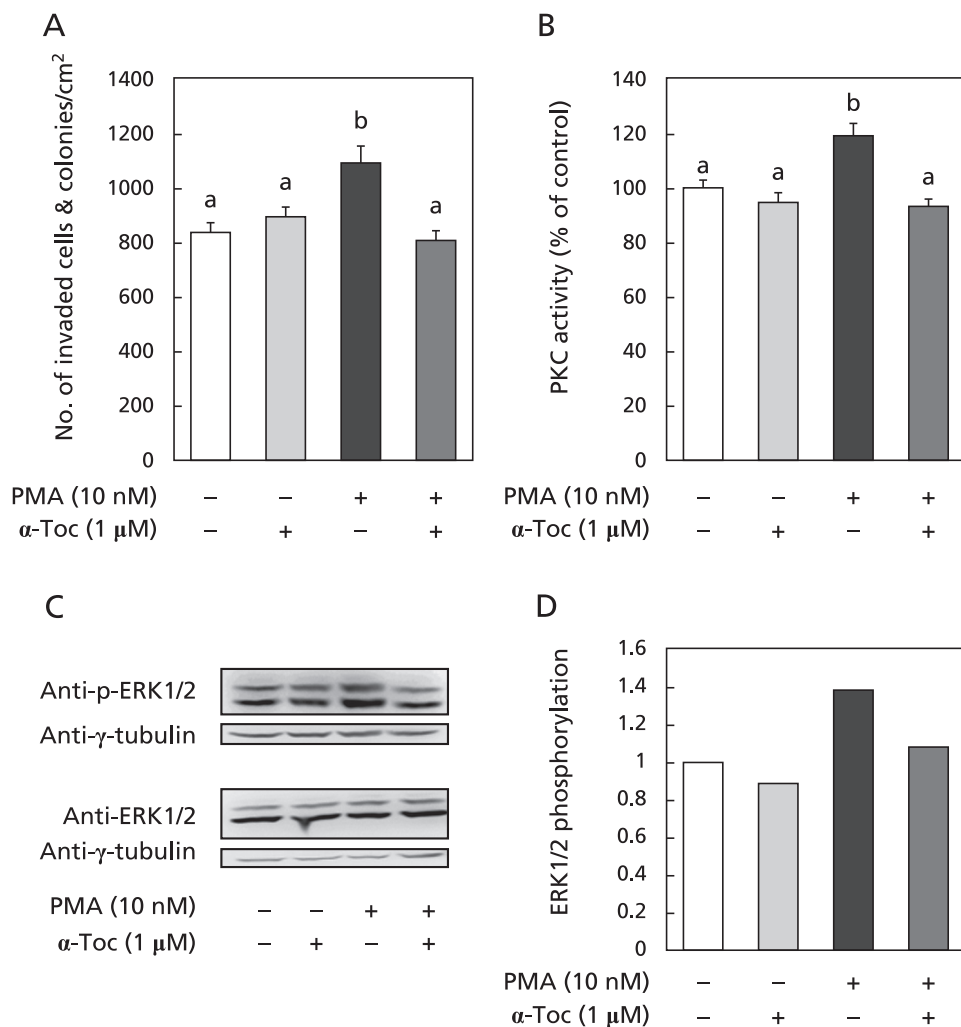 A
No. of invaded cells & colonies/cm²
1400
1200
1000
800
600
400
200
0
a
a
b
a
PMA (10 nM) – – + +
α-Toc (1 μM) – + – +
B
PKC activity (% of control)
140
120
100
80
60
40
20
0
a
a
b
a
PMA (10 nM) – – + +
α-Toc (1 μM) – + – +
C
Anti-p-ERK1/2
Anti-γ-tubulin
Anti-ERK1/2
Anti-γ-tubulin
PMA (10 nM) – – + +
α-Toc (1 μM) – + – +
D
ERK1/2 phosphorylation
1.6
1.4
1.2
1
0.8
0.6
0.4
0.2
0
PMA (10 nM) – – + +
α-Toc (1 μM) – + – +